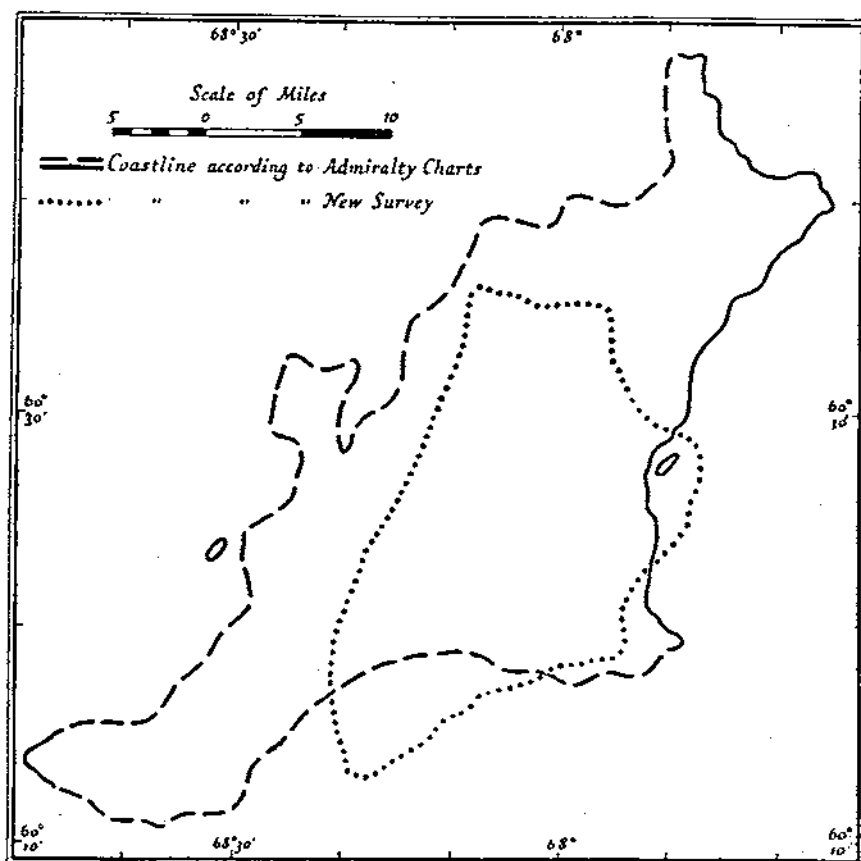 68°30' 68°
Scale of Miles
5 0 5 10
Coastline according to Admiralty Charts
" " " New Survey
60° 60°
30' 30'
60° 60°
10' 10'
68°30' 68°